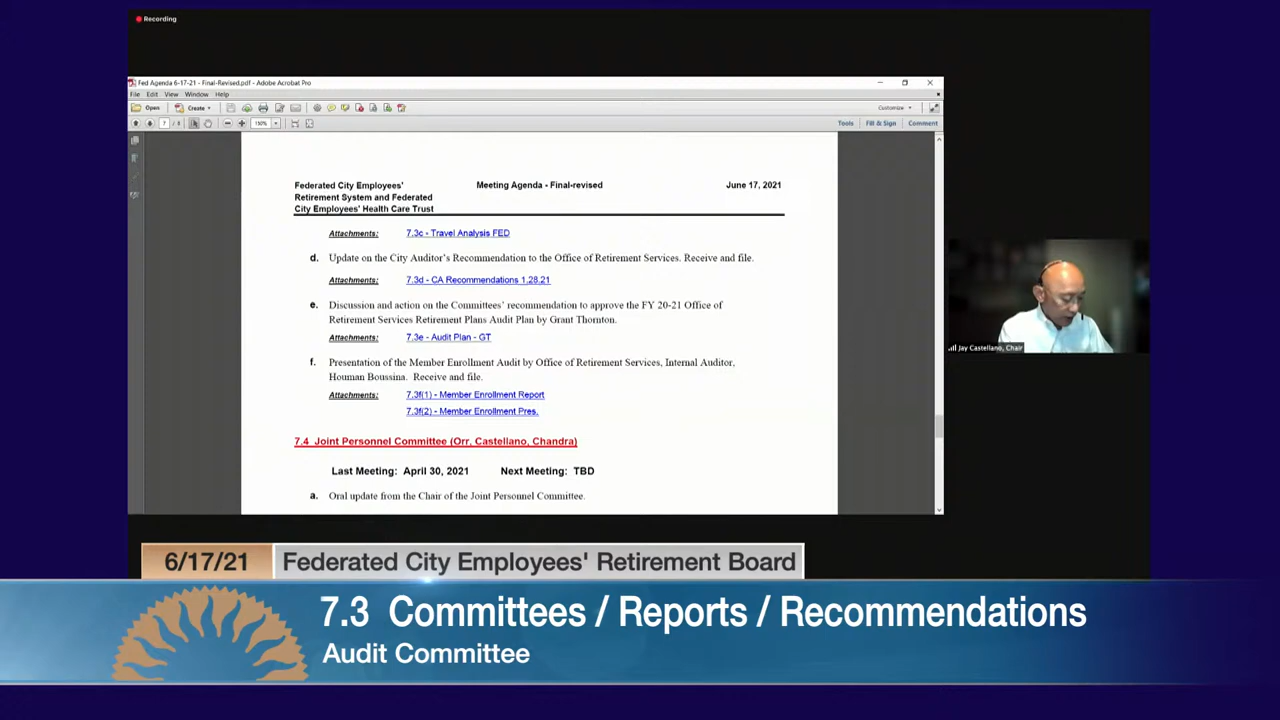 Recording
Fed Agenda 6-17-21 - Final-Revised.pdf - Adobe Acrobat Pro
File Edit View Window Help
Open Create Customize
7 / 8 150% Tools Fill & Sign Comment
Federated City Employees' Meeting Agenda - Final-revised June 17, 2021
Retirement System and Federated
City Employees' Health Care Trust
Attachments: 7.3c - Travel Analysis FED
d. Update on the City Auditor's Recommendation to the Office of Retirement Services. Receive and file.
Attachments: 7.3d - CA Recommendations 1.28.21
e. Discussion and action on the Committees' recommendation to approve the FY 20-21 Office of
Retirement Services Retirement Plans Audit Plan by Grant Thornton.
Attachments: 7.3e - Audit Plan - GT
f. Presentation of the Member Enrollment Audit by Office of Retirement Services, Internal Auditor,
Houman Boussina. Receive and file.
Attachments: 7.3f(1) - Member Enrollment Report
7.3f(2) - Member Enrollment Pres.
7.4 Joint Personnel Committee (Orr, Castellano, Chandra)
Last Meeting: April 30, 2021 Next Meeting: TBD
a. Oral update from the Chair of the Joint Personnel Committee.
Jay Castellano, Chair
6/17/21 Federated City Employees' Retirement Board
7.3 Committees / Reports / Recommendations
Audit Committee